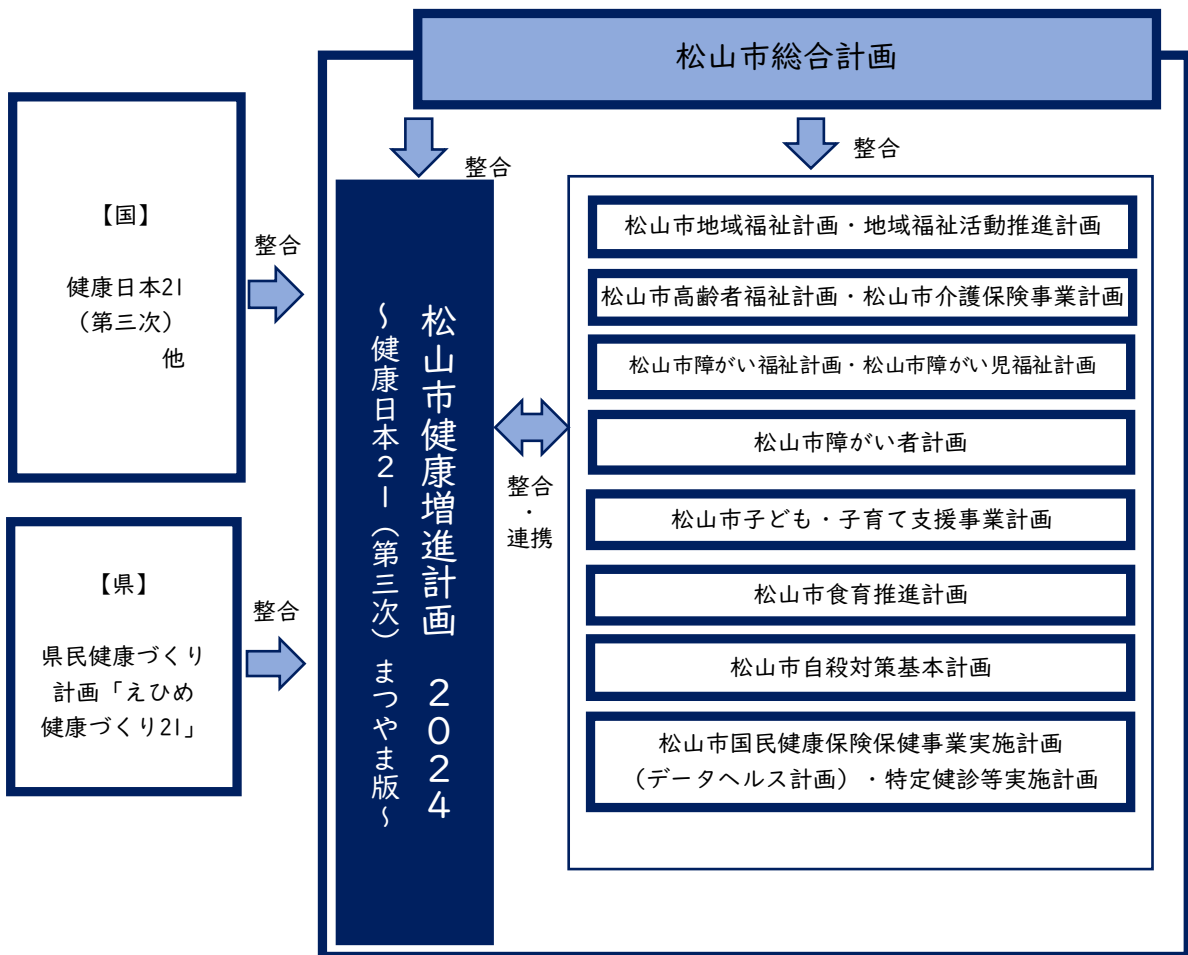 松山市総合計画
整合
整合
【国】
健康日本21
（第三次）
他
整合
【県】
県民健康づくり
計画「えひめ
健康づくり21」
整合
松山市健康増進計画 2024
～健康日本21（第三次）まつやま版～
整合
・
連携
松山市地域福祉計画・地域福祉活動推進計画
松山市高齢者福祉計画・松山市介護保険事業計画
松山市障がい福祉計画・松山市障がい児福祉計画
松山市障がい者計画
松山市子ども・子育て支援事業計画
松山市食育推進計画
松山市自殺対策基本計画
松山市国民健康保険保健事業実施計画
（データヘルス計画）・特定健診等実施計画